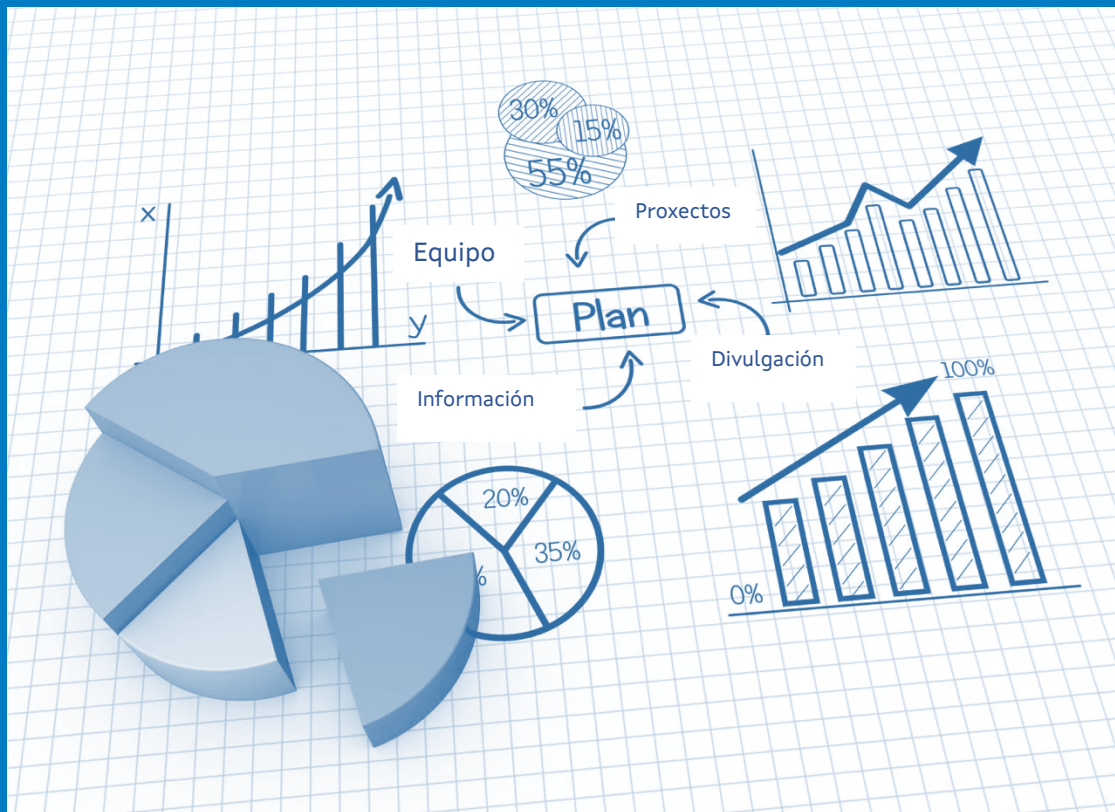 30%
15%
55%
Proxectos
x
Equipo
Plan
y
Divulgación
Información
100%
20%
35%
%
0%